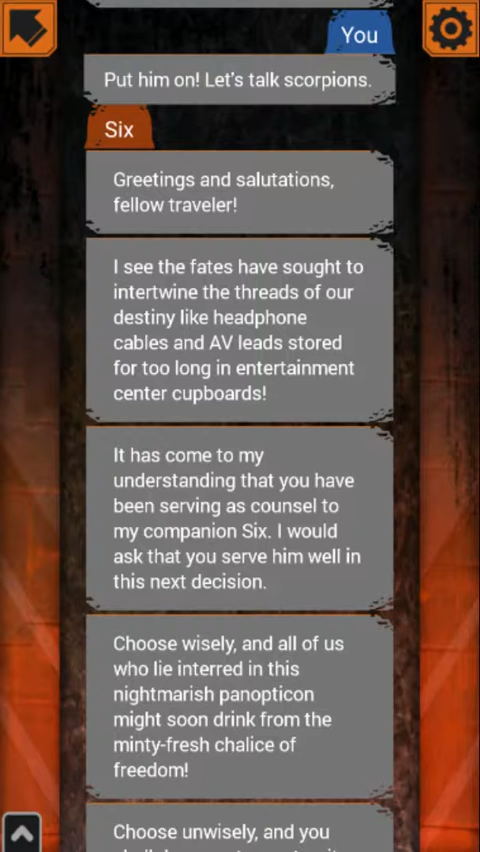 You
Put him on! Let's talk scorpions.
Six
Greetings and salutations,
fellow traveler!
I see the fates have sought to
intertwine the threads of our
destiny like headphone
cables and AV leads stored
for too long in entertainment
center cupboards!
It has come to my
understanding that you have
been serving as counsel to
my companion Six. I would
ask that you serve him well in
this next decision.
Choose wisely, and all of us
who lie interred in this
nightmarish panopticon
might soon drink from the
minty-fresh chalice of
freedom!
Choose unwisely, and you